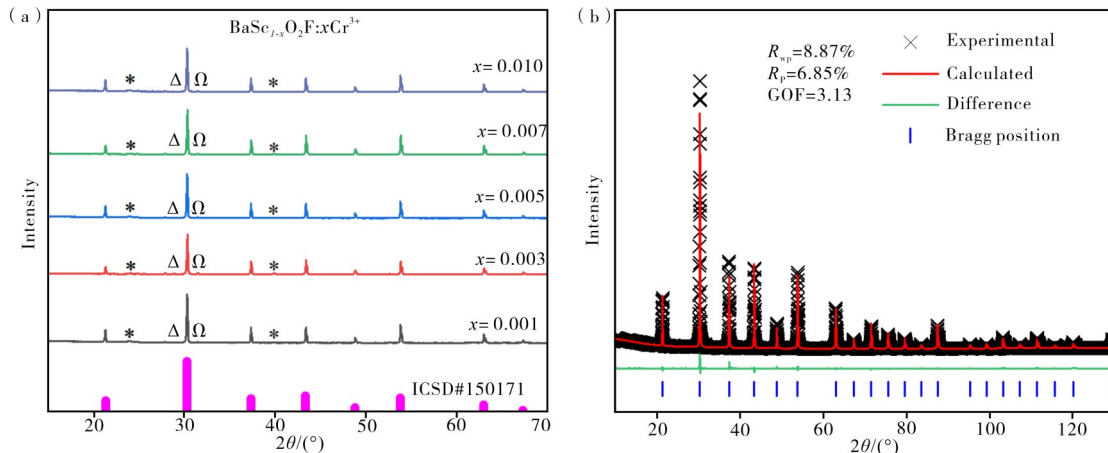 (a)
BaSc1-xO2F:xCr3+
x=0.010
* Δ Ω *
x=0.007
* Δ Ω *
x=0.005
* Δ Ω *
x=0.003
* Δ Ω *
x=0.001
* Δ Ω *
ICSD#150171
Intensity
20 30 40 50 60 70
2θ/(°)
(b)
Rwp=8.87%
Rp=6.85%
GOF=3.13
Experimental
Calculated
Difference
Bragg position
Intensity
20 40 60 80 100 120
2θ/(°)